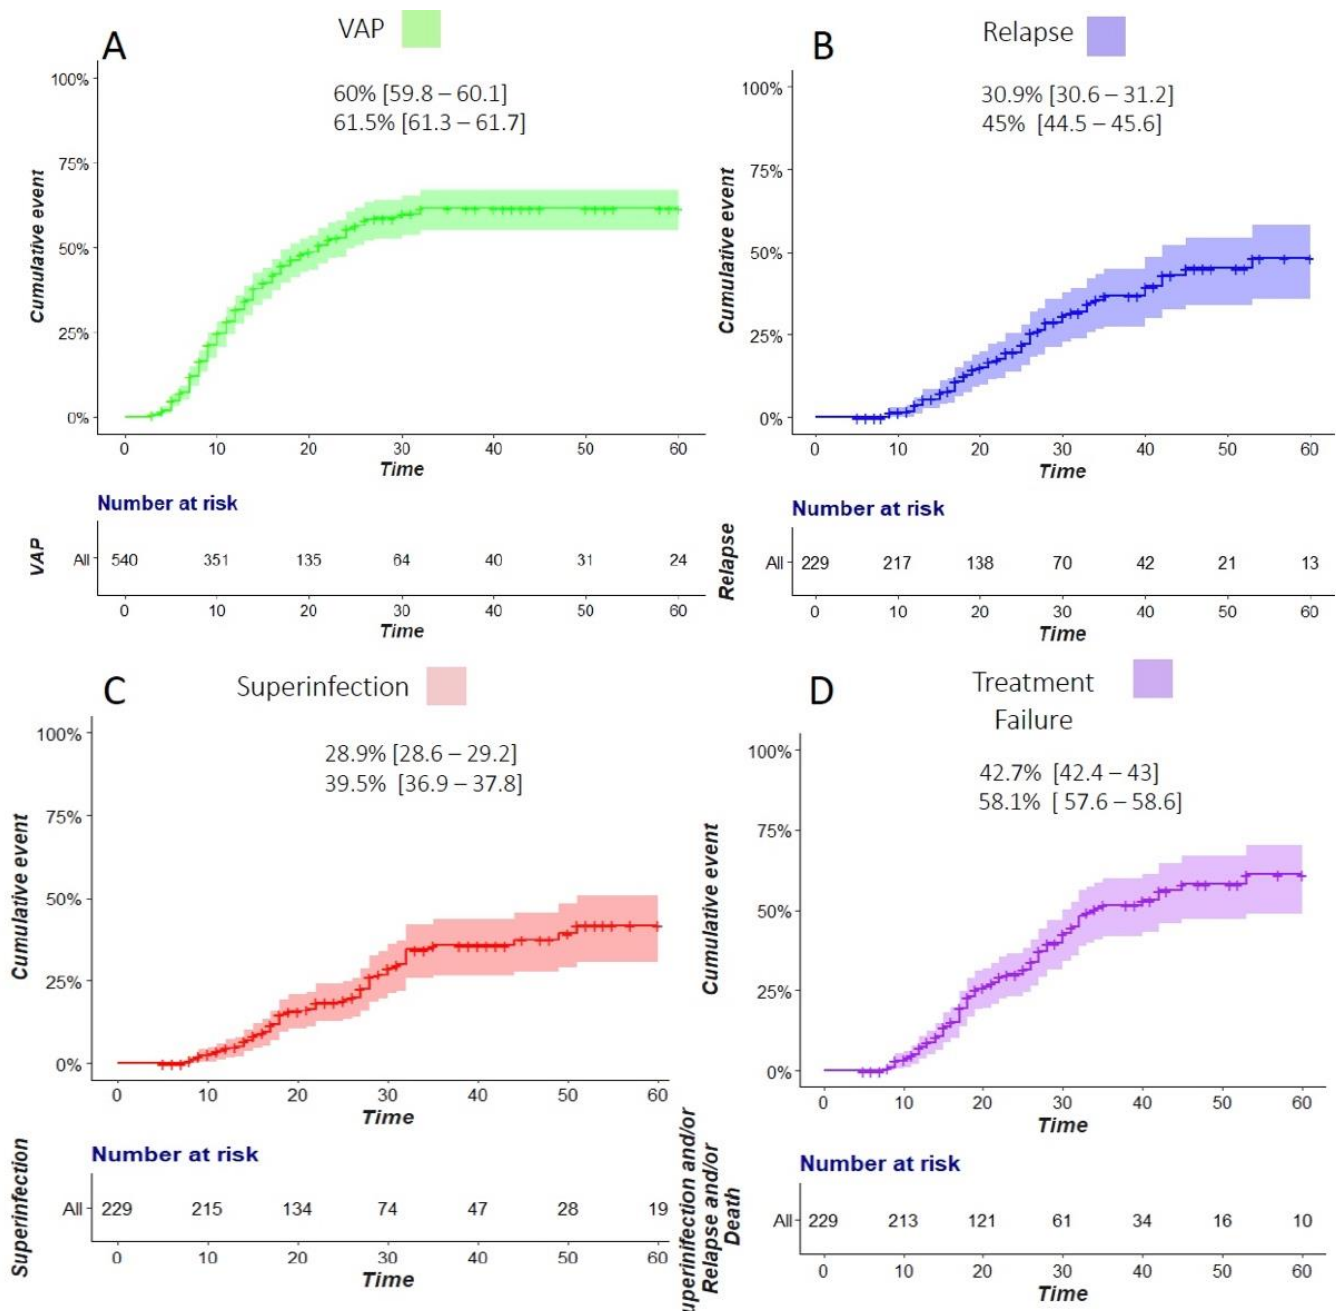 A
VAP
60% [59.8 – 60.1]
61.5% [61.3 – 61.7]
Cumulative event
100%
75%
50%
25%
0%
0 10 20 30 40 50 60
Time
Number at risk
VAP
All 540 351 135 64 40 31 24
0 10 20 30 40 50 60
Time
B
Relapse
30.9% [30.6 – 31.2]
45% [44.5 – 45.6]
Cumulative event
100%
75%
50%
25%
0%
0 10 20 30 40 50 60
Time
Number at risk
Relapse
All 229 217 138 70 42 21 13
0 10 20 30 40 50 60
Time
C
Superinfection
28.9% [28.6 – 29.2]
39.5% [36.9 – 37.8]
Cumulative event
100%
75%
50%
25%
0%
0 10 20 30 40 50 60
Time
Number at risk
Superinfection
All 229 215 134 74 47 28 19
0 10 20 30 40 50 60
Time
D
Treatment
Failure
42.7% [42.4 – 43]
58.1% [ 57.6 – 58.6]
Cumulative event
100%
75%
50%
25%
0%
0 10 20 30 40 50 60
Time
Number at risk
uperinifection and/or
Relapse and/or
Death
All 229 213 121 61 34 16 10
0 10 20 30 40 50 60
Time